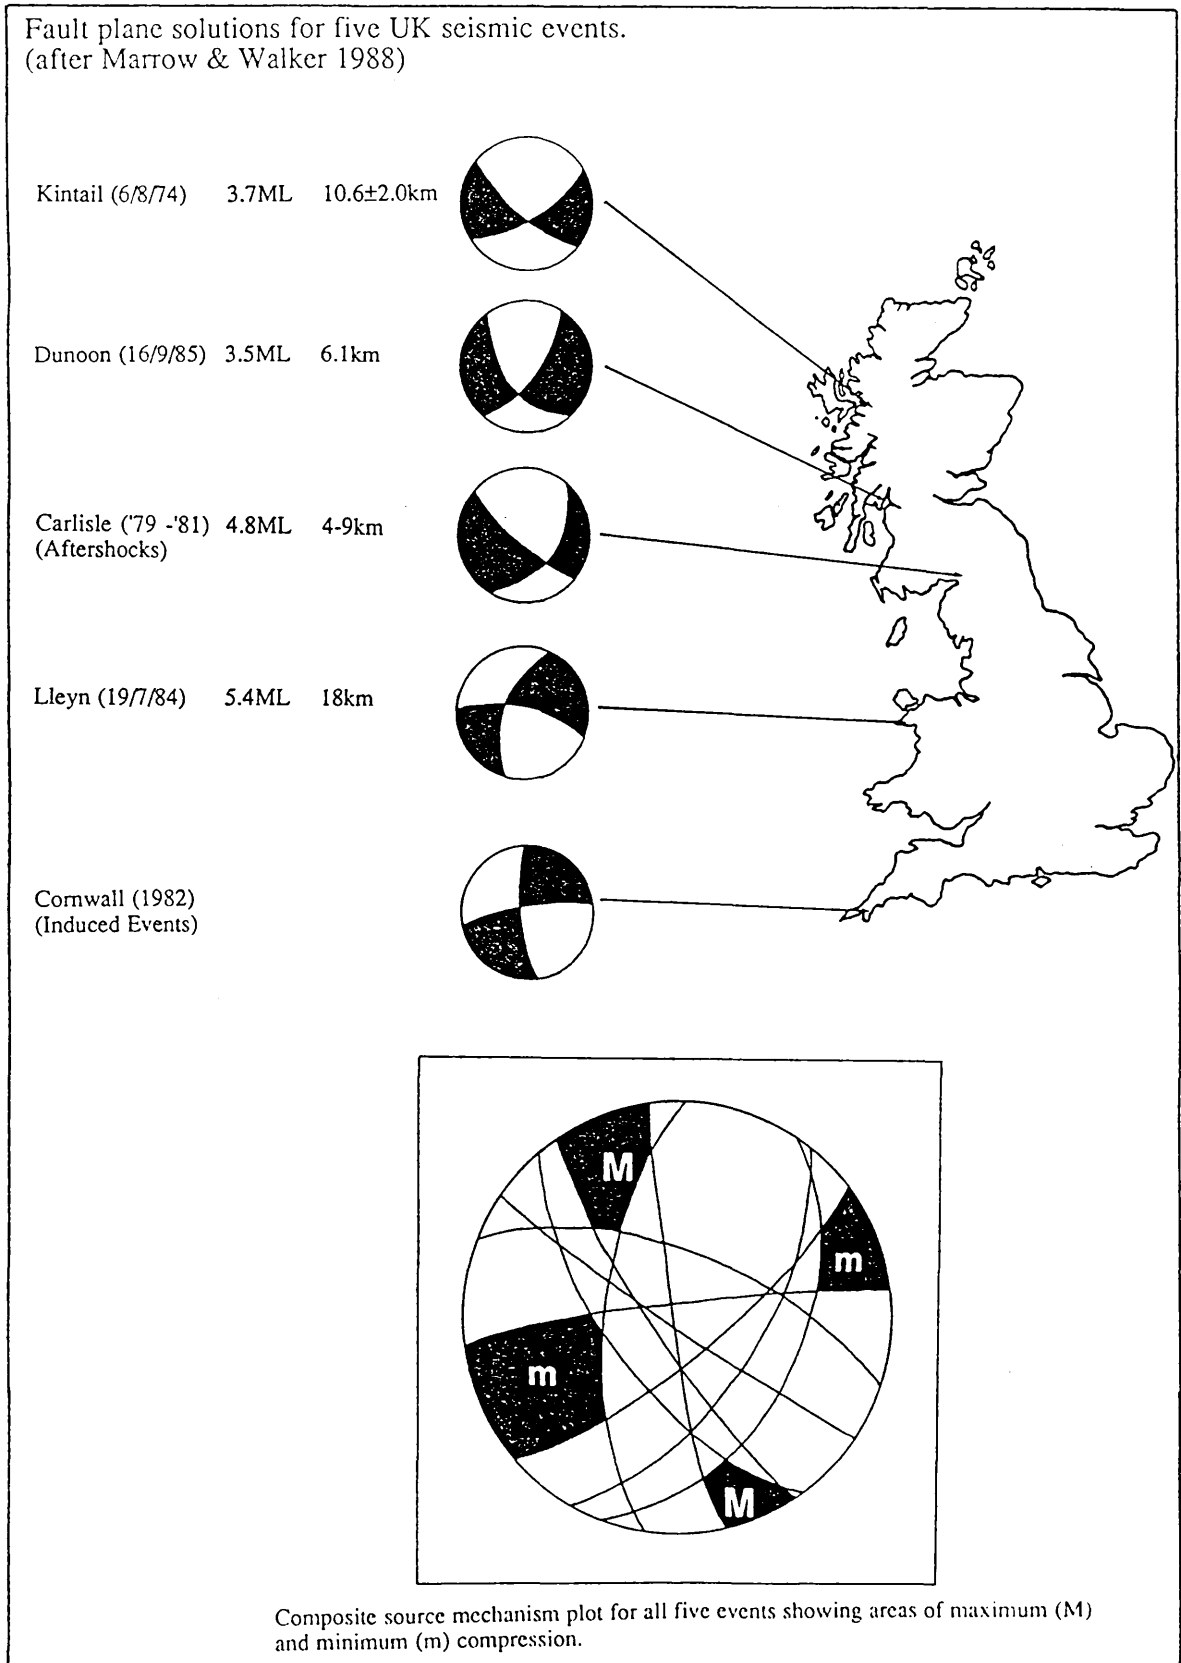 Fault plane solutions for five UK seismic events.
(after Marrow & Walker 1988)
Kintail (6/8/74) 3.7ML 10.6±2.0km
Dunoon (16/9/85) 3.5ML 6.1km
Carlisle ('79 -'81) 4.8ML 4-9km
(Aftershocks)
Lleyn (19/7/84) 5.4ML 18km
Cornwall (1982)
(Induced Events)
M
m
m
M
Composite source mechanism plot for all five events showing areas of maximum (M)
and minimum (m) compression.